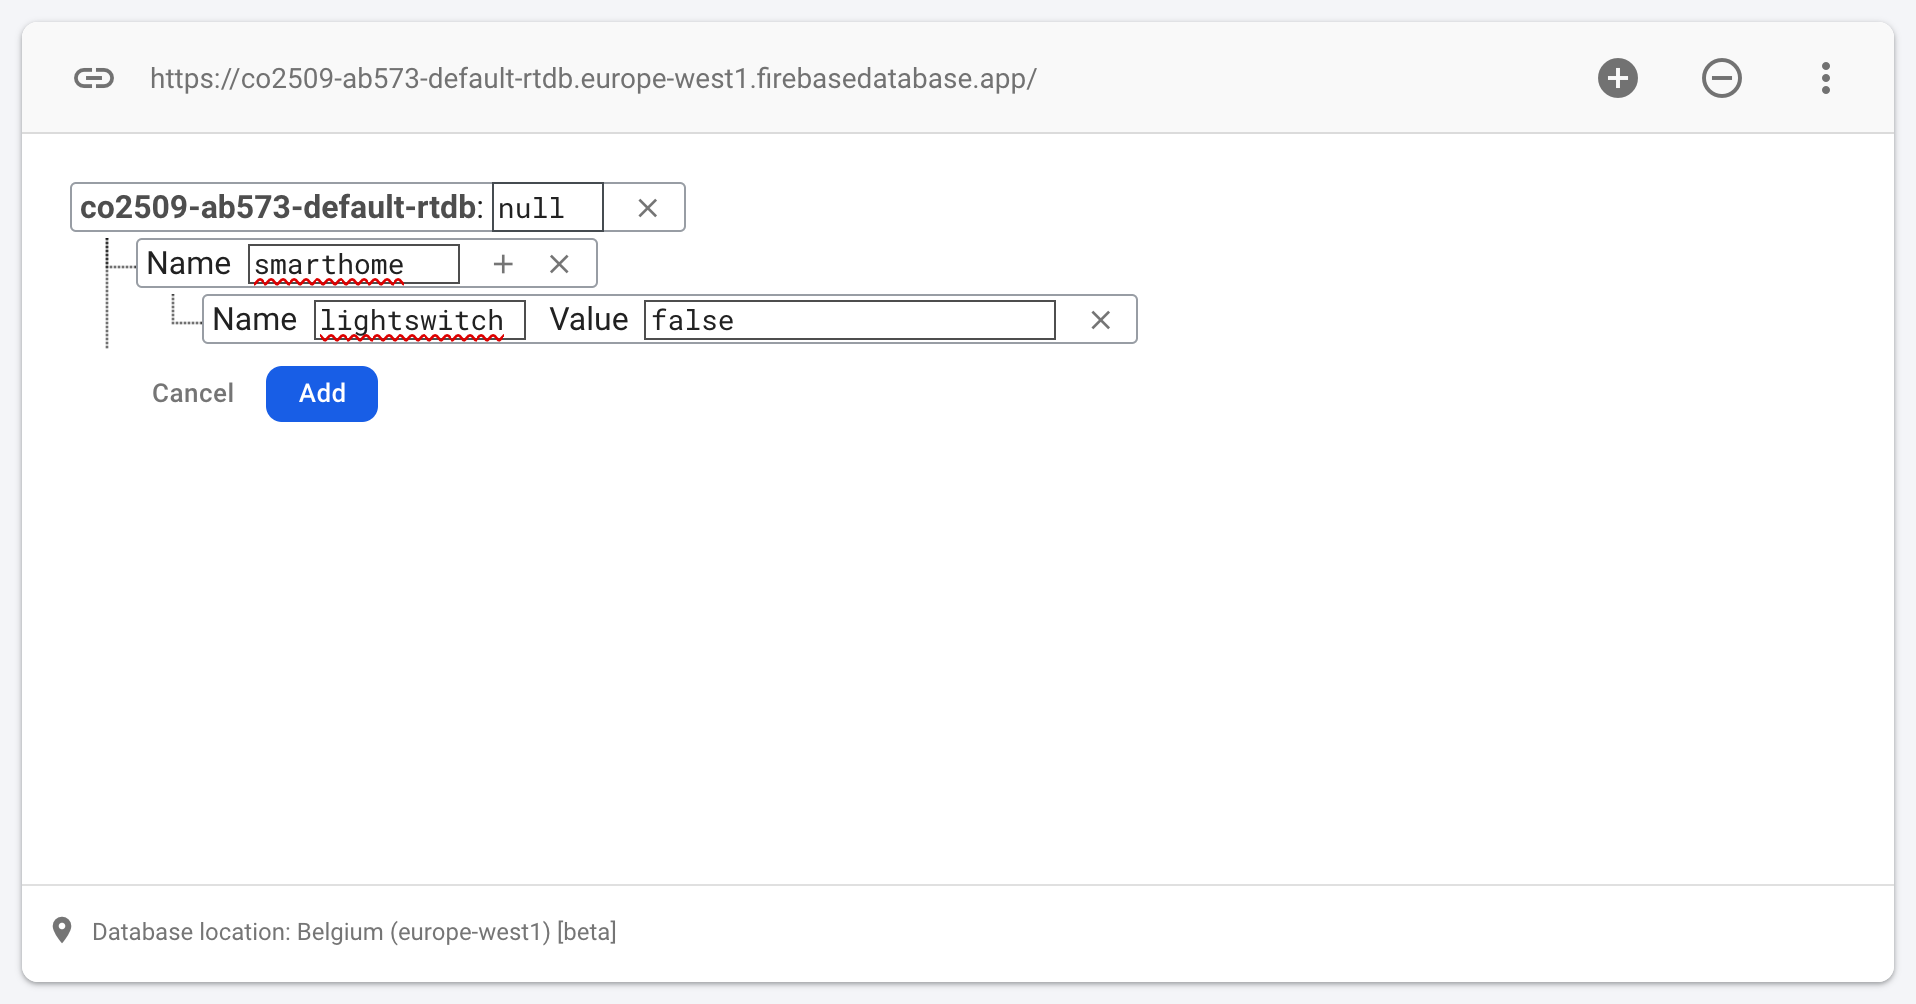 https://co2509-ab573-default-rtdb.europe-west1.firebasedatabase.app/
co2509-ab573-default-rtdb: null
Name smarthome
Name lightswitch Value false
Cancel Add
Database location: Belgium (europe-west1) [beta]